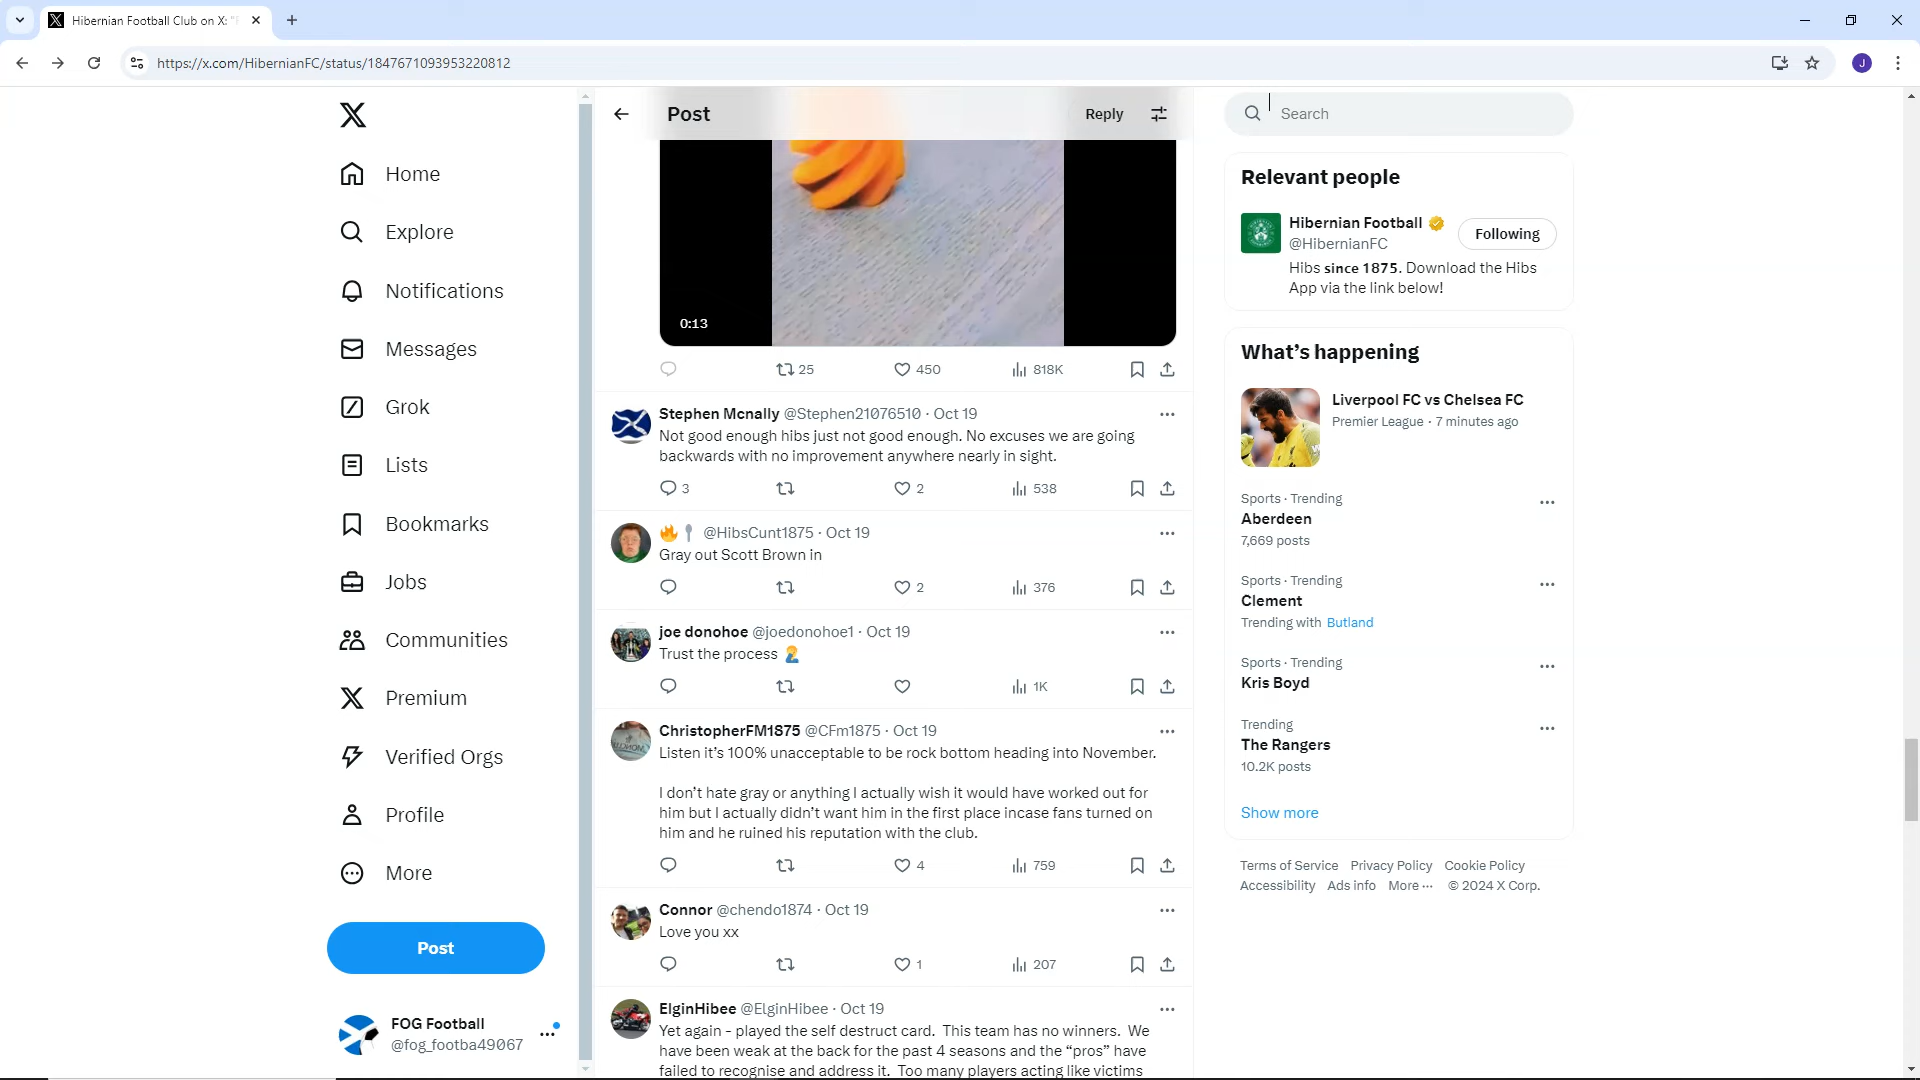 Hibernian Football Club on X: "F
https://x.com/HibernianFC/status/1847671093953220812
J
Home
Explore
Notifications
Messages
Grok
Lists
Bookmarks
Jobs
Communities
Premium
Verified Orgs
Profile
More
Post
FOG Football
@fog_footba49067
Post
Reply
0:13
25
450
818K
Stephen Mcnally @Stephen21076510 · Oct 19
Not good enough hibs just not good enough. No excuses we are going
backwards with no improvement anywhere nearly in sight.
3
2
538
@HibsCunt1875 · Oct 19
Gray out Scott Brown in
2
376
joe donohoe @joedonohoe1 · Oct 19
Trust the process 🤦
1K
ChristopherFM1875 @CFm1875 · Oct 19
Listen it’s 100% unacceptable to be rock bottom heading into November.
I don’t hate gray or anything I actually wish it would have worked out for
him but I actually didn’t want him in the first place incase fans turned on
him and he ruined his reputation with the club.
4
759
Connor @chendo1874 · Oct 19
Love you xx
1
207
ElginHibee @ElginHibee · Oct 19
Yet again - played the self destruct card. This team has no winners. We
have been weak at the back for the past 4 seasons and the “pros” have
failed to recognise and address it. Too many players acting like victims
Search
Relevant people
Hibernian Football
@HibernianFC
Following
Hibs since 1875. Download the Hibs
App via the link below!
What’s happening
Liverpool FC vs Chelsea FC
Premier League · 7 minutes ago
Sports · Trending
Aberdeen
7,669 posts
Sports · Trending
Clement
Trending with Butland
Sports · Trending
Kris Boyd
Trending
The Rangers
10.2K posts
Show more
Terms of Service Privacy Policy Cookie Policy
Accessibility Ads info More ··· © 2024 X Corp.